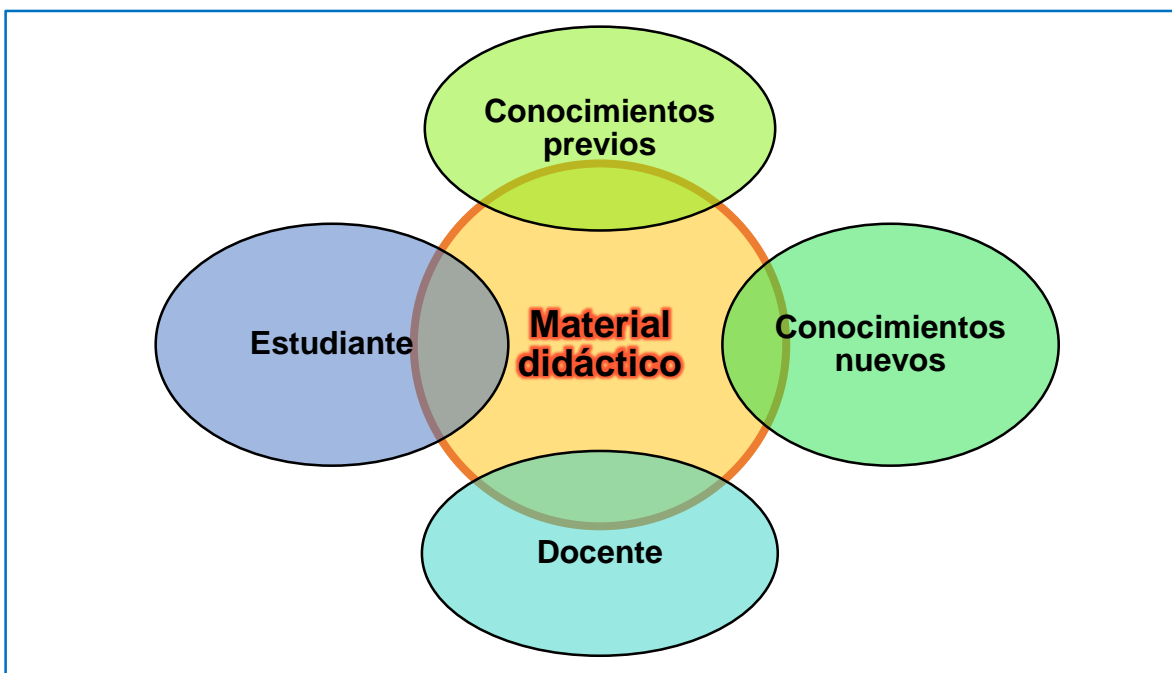 Conocimientos
previos
Estudiante
Material
didáctico
Conocimientos
nuevos
Docente